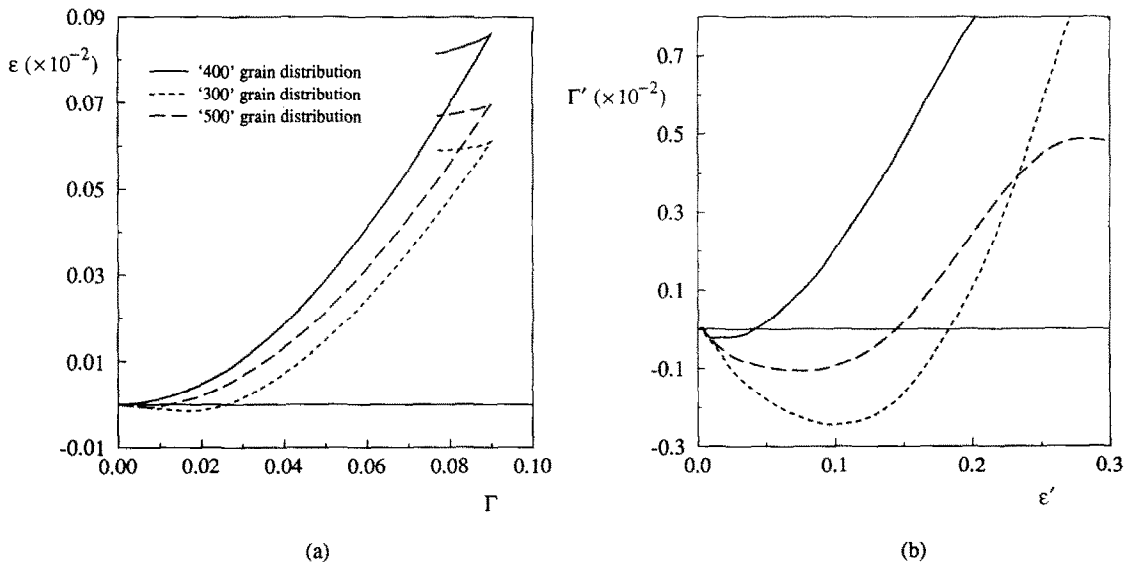 0.09
ε (×10⁻²)
0.07
0.05
0.03
0.01
-0.01
'400' grain distribution
'300' grain distribution
'500' grain distribution
0.00 0.02 0.04 0.06 0.08 0.10
Γ
(a)
0.7
Γ′ (×10⁻²)
0.5
0.3
0.1
-0.1
-0.3
0.0 0.1 0.2 0.3
ε′
(b)